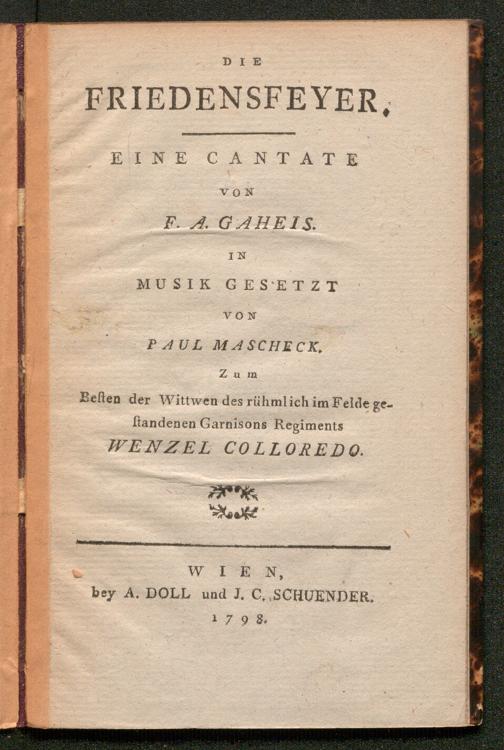 DIE
FRIEDENSFEYER.
EINE CANTATE
VON
F. A. GAHEIS.
IN
MUSIK GESETZT
VON
PAUL MASCHECK.
Zum
Beſten der Wittwen des rühmlich im Felde ge-
ſtandenen Garnisons Regiments
WENZEL COLLOREDO.
WIEN,
bey A. DOLL und J. C. SCHUENDER.
1798.